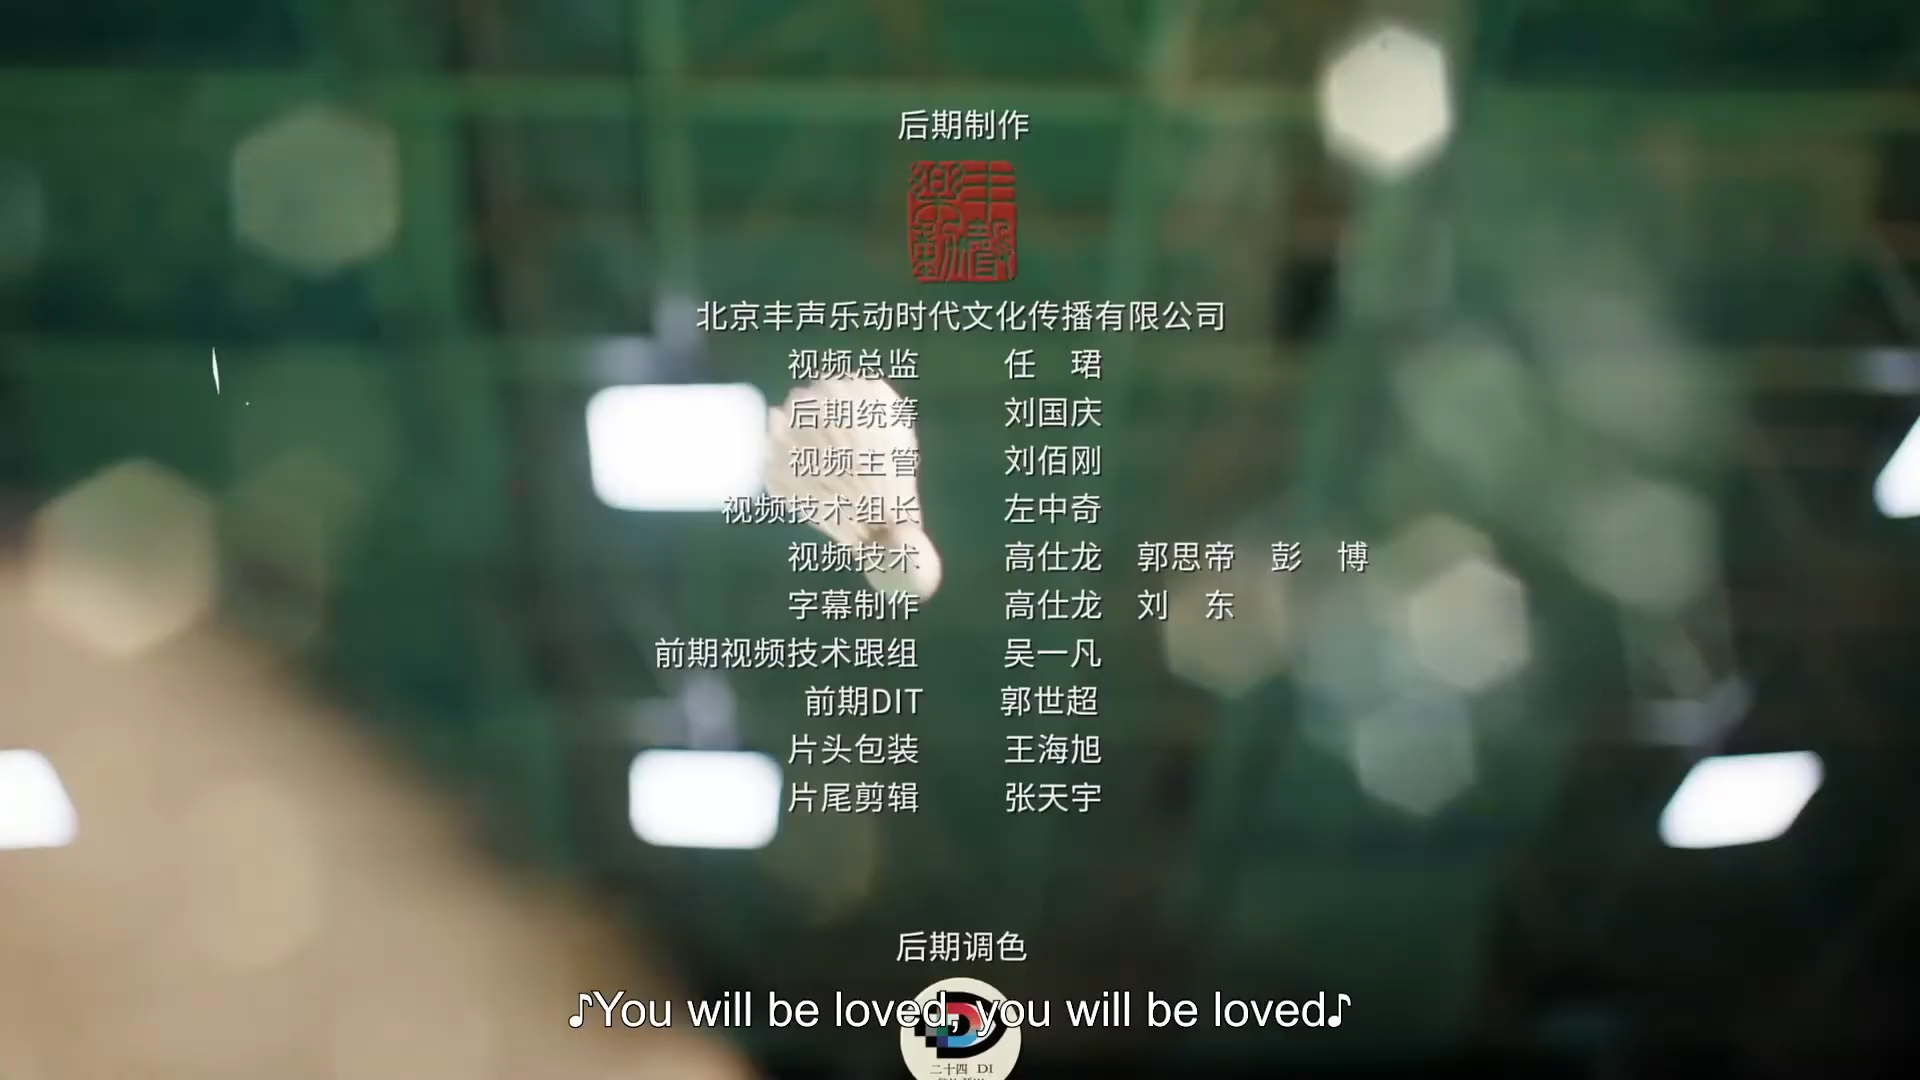 后期制作
丰声樂動
北京丰声乐动时代文化传播有限公司
视频总监 任 珺
后期统筹 刘国庆
视频主管 刘佰刚
视频技术组长 左中奇
视频技术 高仕龙 郭思帝 彭 博
字幕制作 高仕龙 刘 东
前期视频技术跟组 吴一凡
前期DIT 郭世超
片头包装 王海旭
片尾剪辑 张天宇
后期调色
♪You will be loved, you will be loved♪
二十四 DI